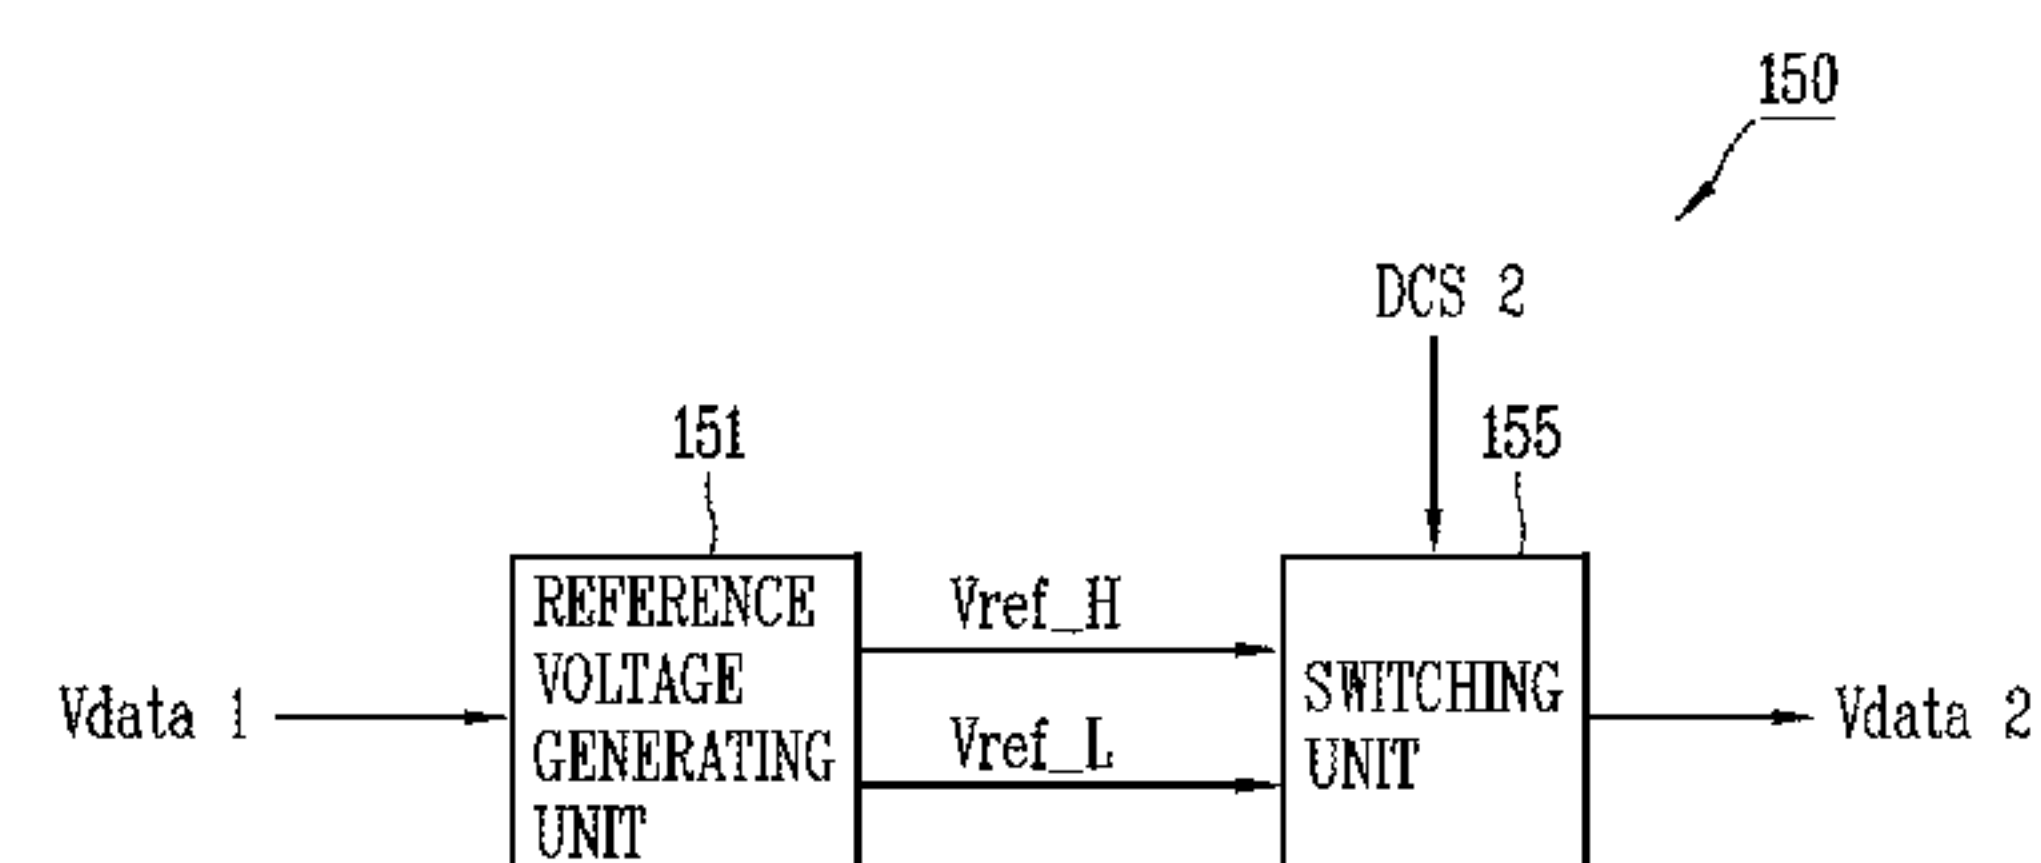 150
DCS 2
151
155
REFERENCE
VOLTAGE
GENERATING
UNIT
Vref_H
Vref_L
SWITCHING
UNIT
Vdata 1
Vdata 2